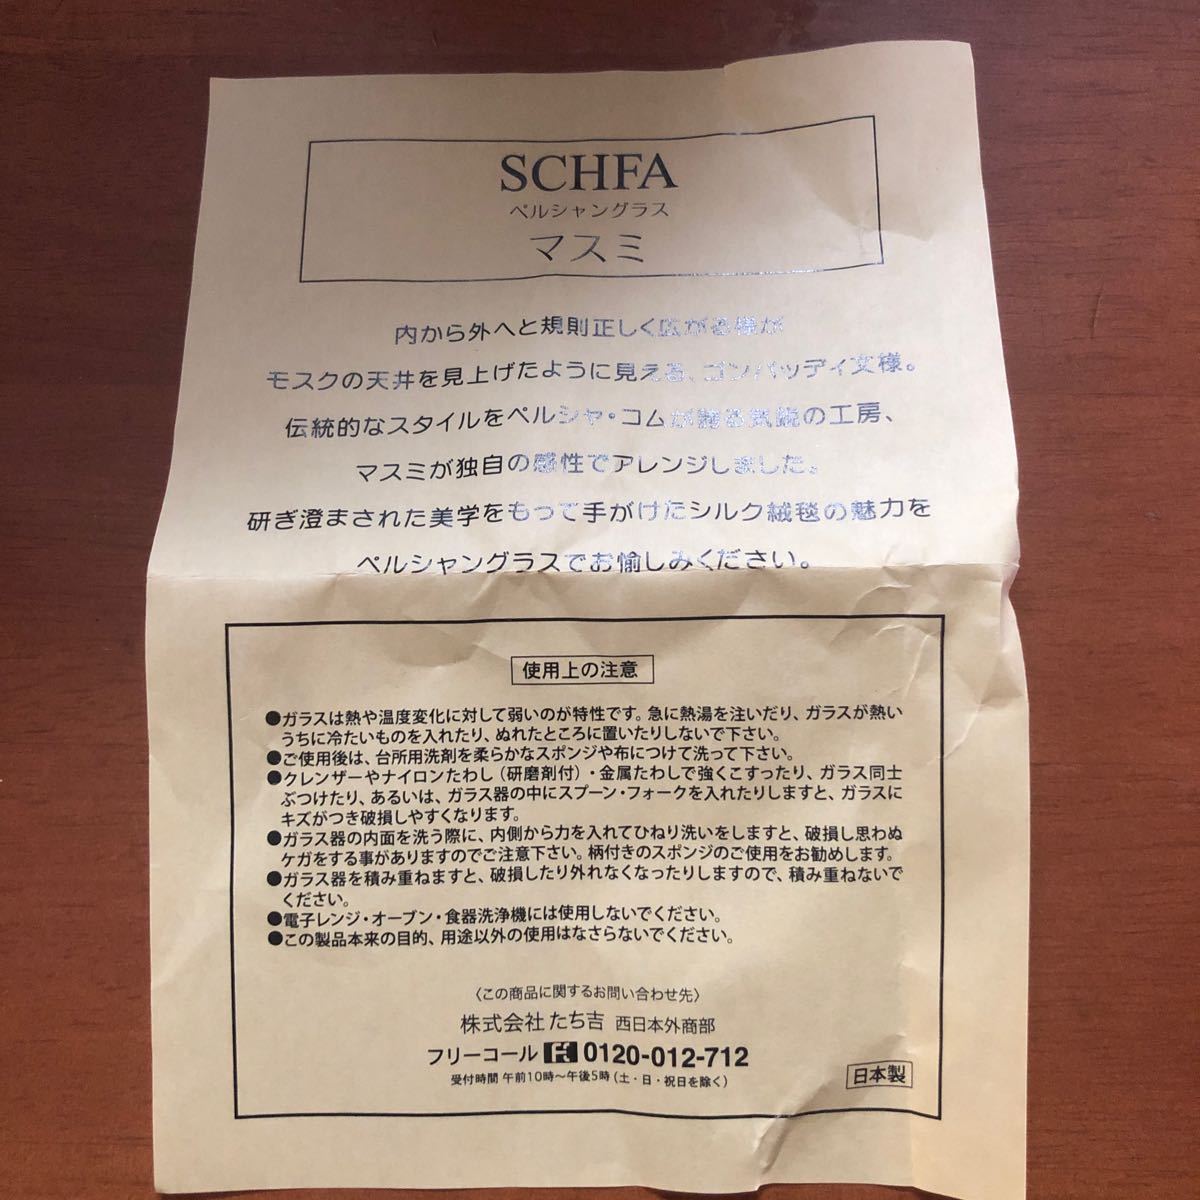 SCHFA
ペルシャングラス
マスミ
内から外へと規則正しく広がる様が
モスクの天井を見上げたように見える、ゴンバッディ文様。
伝統的なスタイルをペルシャ・コムが誇る気鋭の工房、
マスミが独自の感性でアレンジしました。
研ぎ澄まされた美学をもって手がけたシルク絨毯の魅力を
ペルシャングラスでお愉しみください。
使用上の注意
●ガラスは熱や温度変化に対して弱いのが特性です。急に熱湯を注いだり、ガラスが熱い
うちに冷たいものを入れたり、ぬれたところに置いたりしないで下さい。
●ご使用後は、台所用洗剤を柔らかなスポンジや布につけて洗って下さい。
●クレンザーやナイロンたわし（研磨剤付）・金属たわしで強くこすったり、ガラス同士
ぶつけたり、あるいは、ガラス器の中にスプーン・フォークを入れたりしますと、ガラスに
キズがつき破損しやすくなります。
●ガラス器の内面を洗う際に、内側から力を入れてひねり洗いをしますと、破損し思わぬ
ケガをする事がありますのでご注意下さい。柄付きのスポンジのご使用をお勧めします。
●ガラス器を積み重ねますと、破損したり外れなくなったりしますので、積み重ねないで
ください。
●電子レンジ・オーブン・食器洗浄機には使用しないでください。
●この製品本来の目的、用途以外の使用はなさらないでください。
〈この商品に関するお問い合わせ先〉
株式会社 たち吉 西日本外商部
フリーコール 0120-012-712
受付時間 午前10時～午後5時（土・日・祝日を除く）
日本製